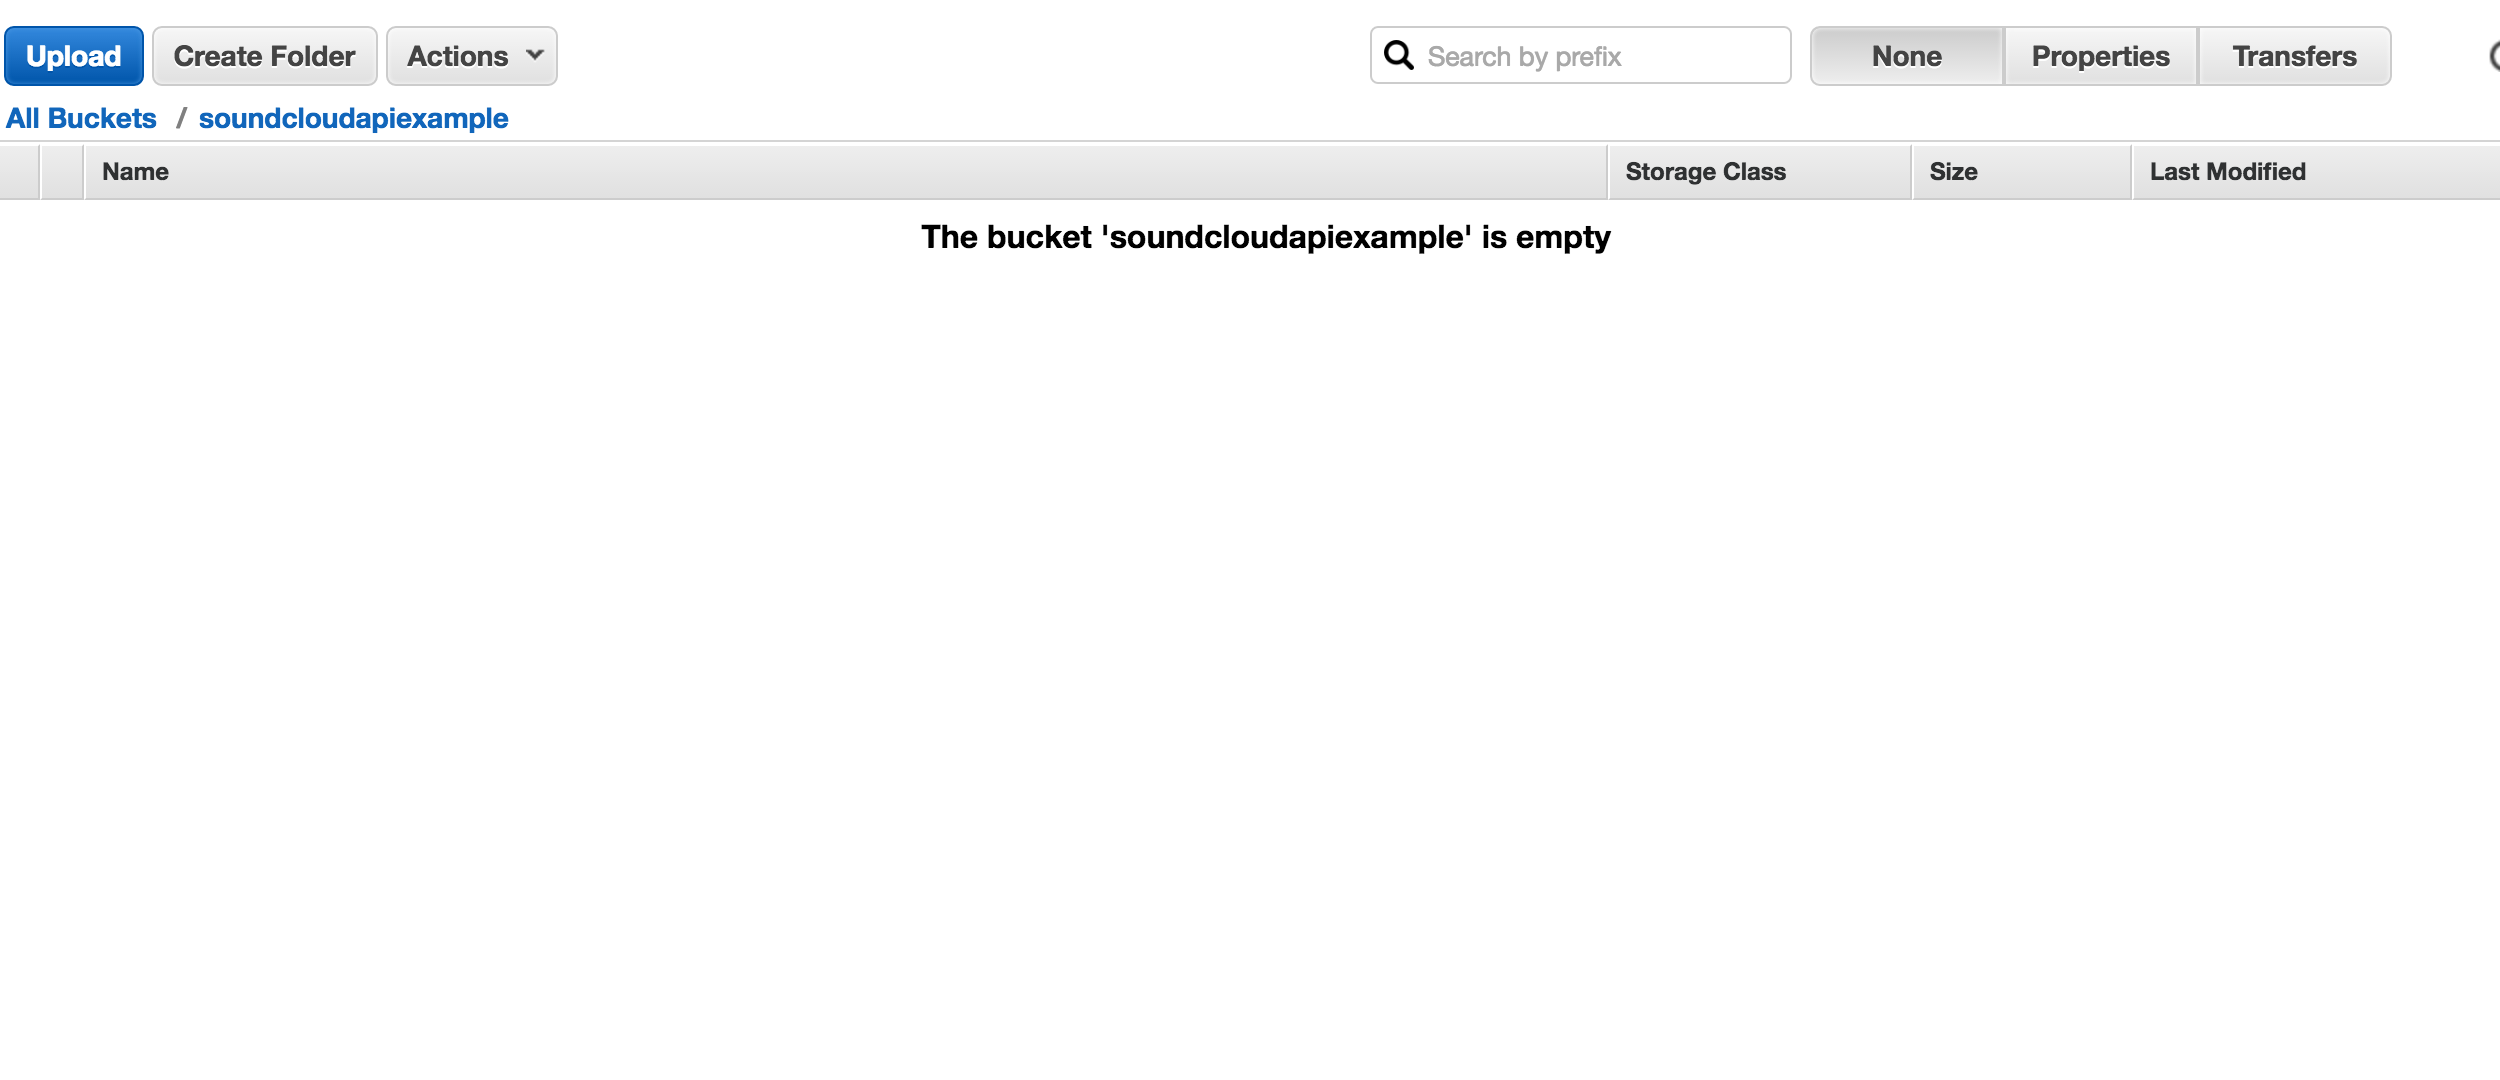 Upload Create Folder Actions Search by prefix None Properties Transfers
All Buckets / soundcloudapiexample
Name Storage Class Size Last Modified
The bucket 'soundcloudapiexample' is empty